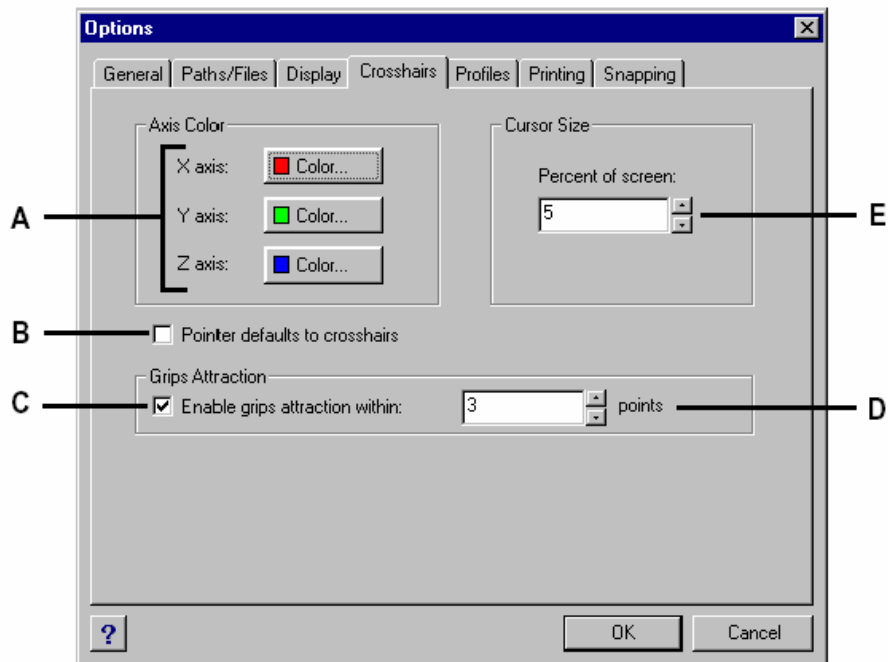 Options
General Paths/Files Display Crosshairs Profiles Printing Snapping
Axis Color
X axis: Color...
Y axis: Color...
Z axis: Color...
Cursor Size
Percent of screen:
5
Pointer defaults to crosshairs
Grips Attraction
Enable grips attraction within: 3 points
? OK Cancel
A
B
C
D
E